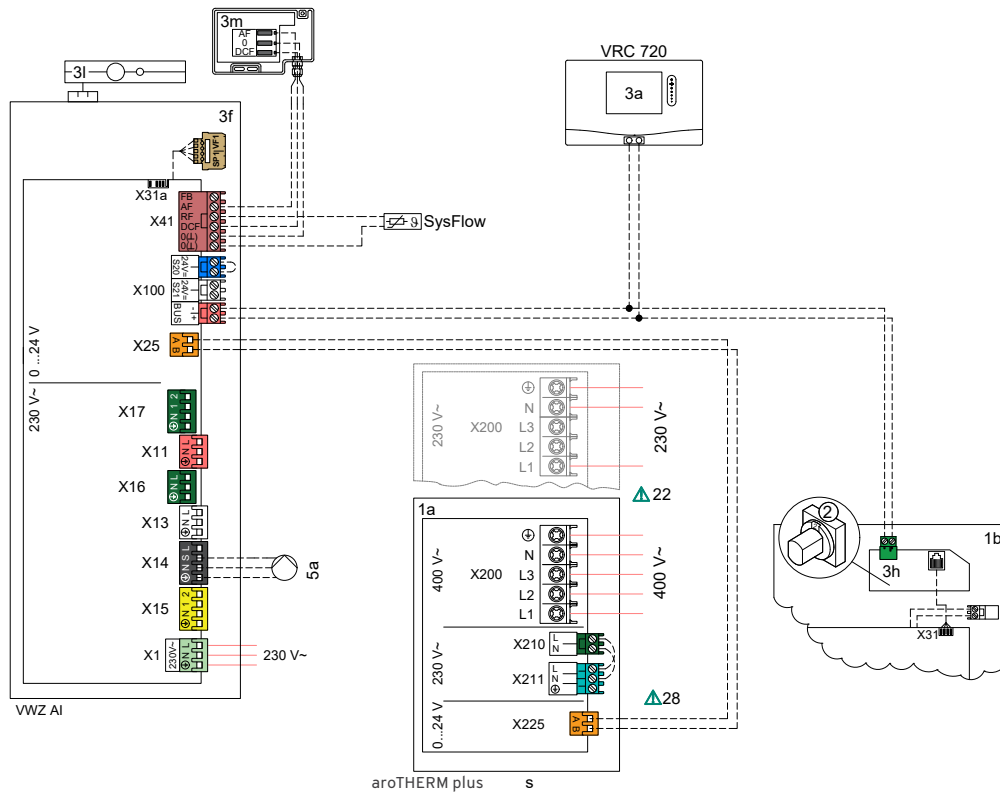 3m
AF
0
DCF
3l
VRC 720
3a
3f
SP1
VF1
X31a
X41
FB
AF
RF
DCF
0(⊥)
0(⊥)
SysFlow
X100
S20
24V=
S21
24V=
BUS
- +
X25
A
B
0...24 V
230 V~
X17
⏚ N 1 2
X11
⏚ N L
X16
⏚ N L
X13
⏚ N L
X14
⏚ N S L
5a
X15
⏚ N 1 2
X1
230V~
⏚ N L
230 V~
VWZ AI
230 V~
X200
⏚
N
L3
L2
L1
230 V~
22
1a
400 V~
X200
⏚
N
L3
L2
L1
400 V~
230 V~
X210
L
N
X211
L
N
⏚
28
0...24 V
X225
A
B
aroTHERM plus s
2
1b
3h
X31